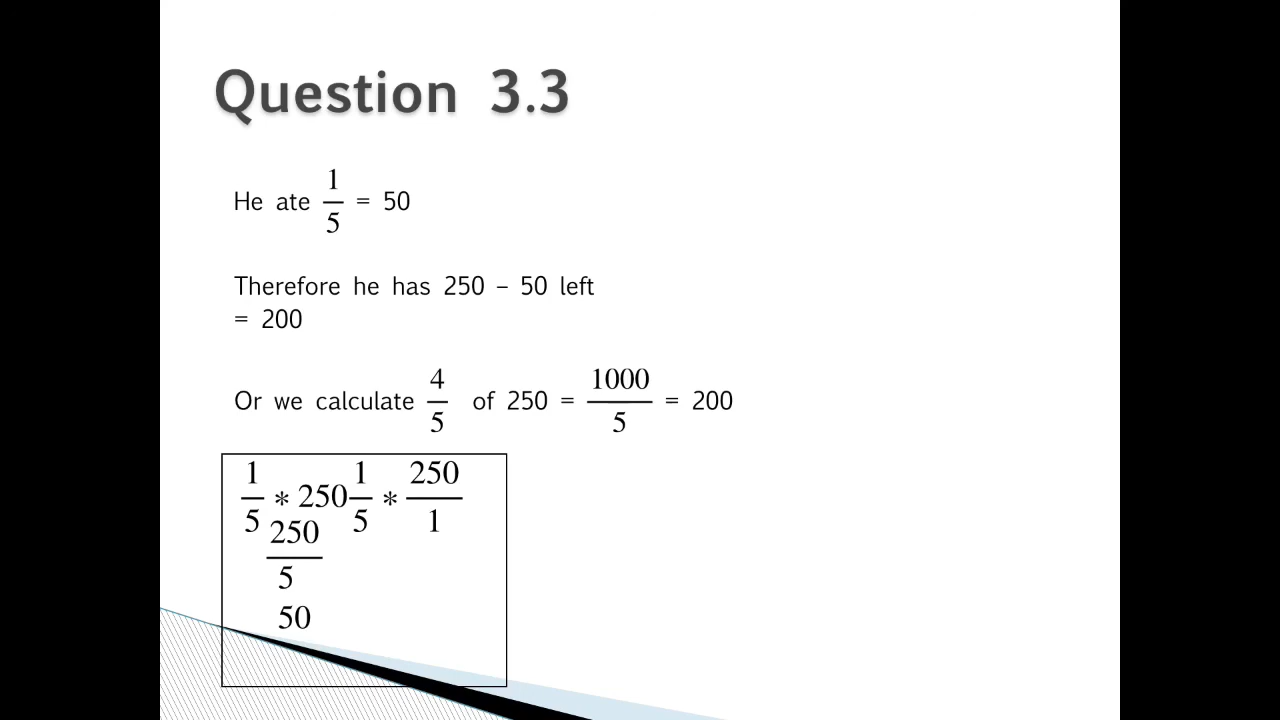 Question 3.3
He ate 1/5 = 50
Therefore he has 250 – 50 left
= 200
Or we calculate 4/5 of 250 = 1000/5 = 200
1/5 * 250 1/5 * 250/1
250/5
50